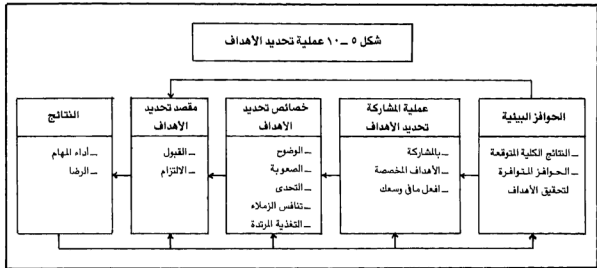 شكل ٥ – ١٠ عملية تحديد الأهداف
الحوافز البيئية
– النتائج الكلية المتوقعة
– الحوافز المتوافرة
لتحقيق الأهداف
عملية المشاركة
تحديد الأهداف
– بالمشاركة
– الأهداف المخصصة
– افعل مافى وسعك
خصائص تحديد
الأهداف
– الوضوح
– الصعوبة
– التحدى
– تنافس الزملاء
– التغذية المرتدة
مقصد تحديد
الأهداف
– القبول
– الالتزام
النتائج
– أداء المهام
– الرضا